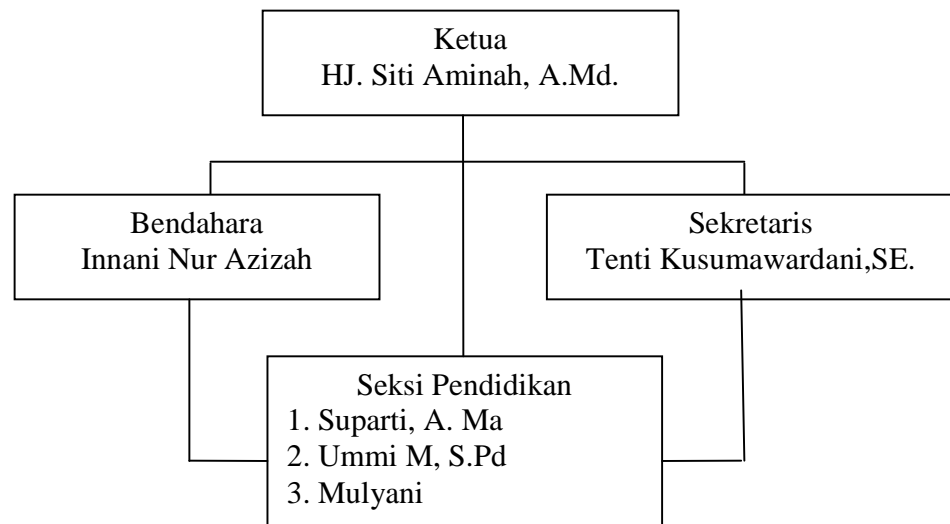 Ketua
HJ. Siti Aminah, A.Md.
Bendahara
Innani Nur Azizah
Sekretaris
Tenti Kusumawardani,SE.
Seksi Pendidikan
1. Suparti, A. Ma
2. Ummi M, S.Pd
3. Mulyani